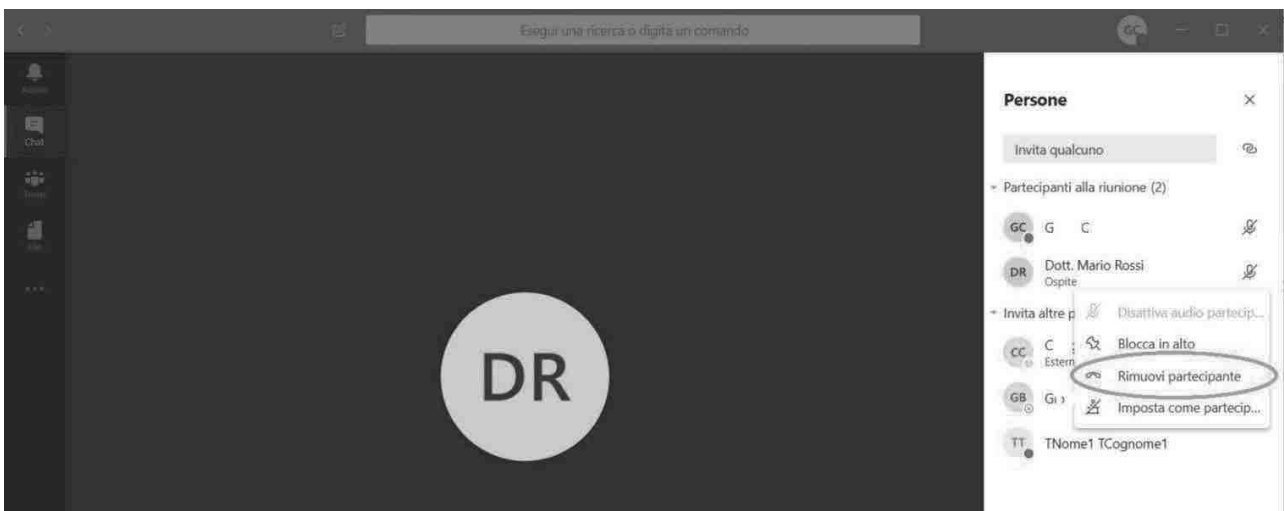 Esegui una ricerca o digita un comando
GC
Chat
Persone
Invita qualcuno
Partecipanti alla riunione (2)
GC G C
DR Dott. Mario Rossi
Ospite
Invita altre p
Disattiva audio partecip...
CC C
Estern
Blocca in alto
Rimuovi partecipante
GB
Imposta come partecip...
TT TNome1 TCognome1
DR